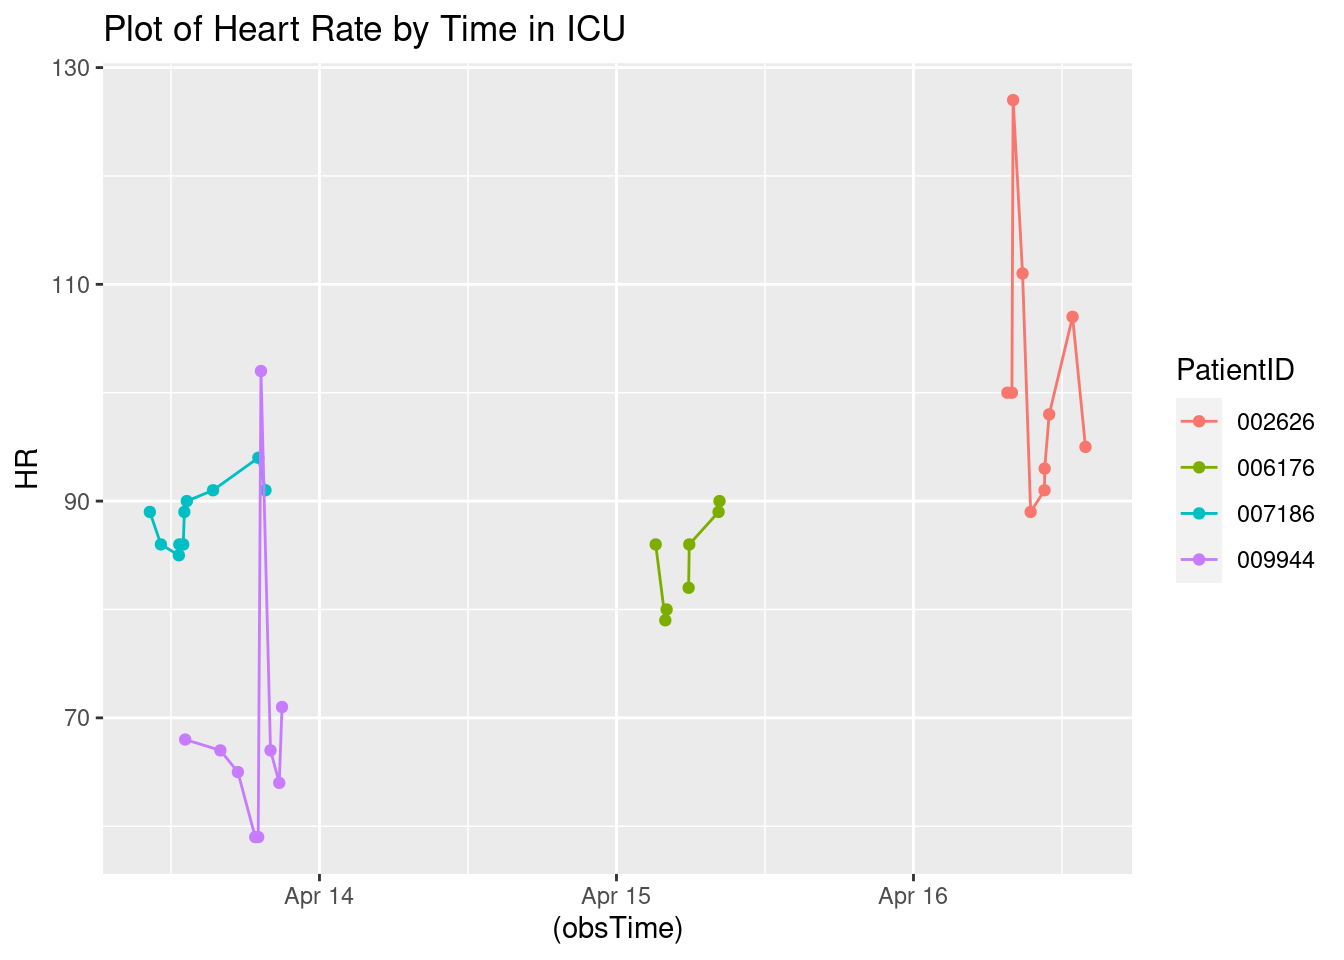 Plot of Heart Rate by Time in ICU
130
110
90
70
HR
Apr 14
Apr 15
Apr 16
(obsTime)
PatientID
002626
006176
007186
009944